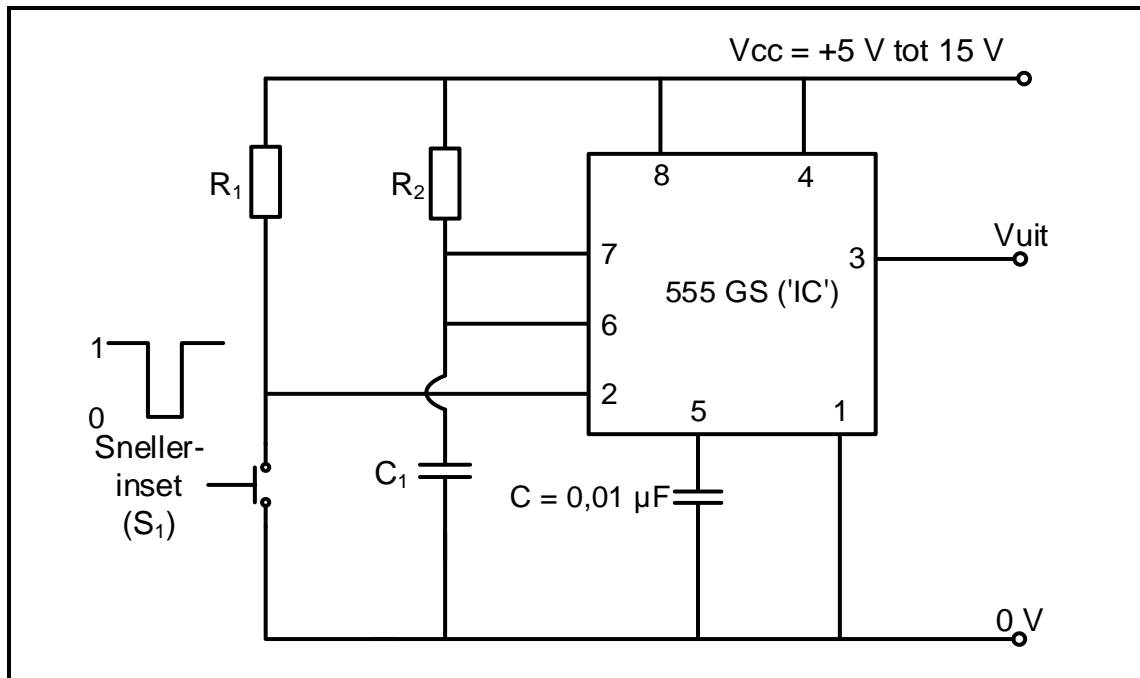 Vcc = +5 V tot 15 V
R₁
R₂
8
4
7
6
2
555 GS ('IC')
3
Vuit
5
1
1
0
Sneller-
inset
(S₁)
C₁
C = 0,01 µF
0 V